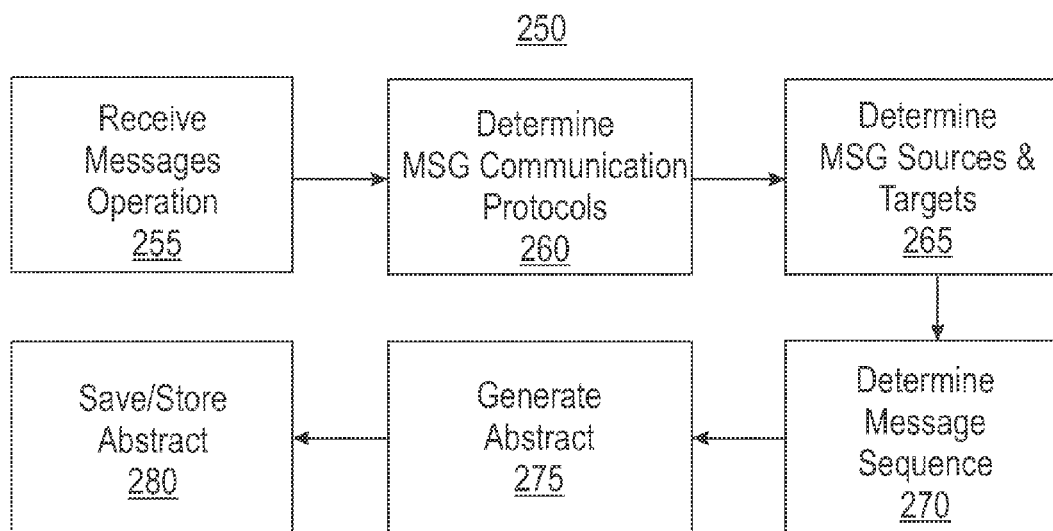 250
Receive
Messages
Operation
255
Determine
MSG Communication
Protocols
260
Determine
MSG Sources &
Targets
265
Save/Store
Abstract
280
Generate
Abstract
275
Determine
Message
Sequence
270